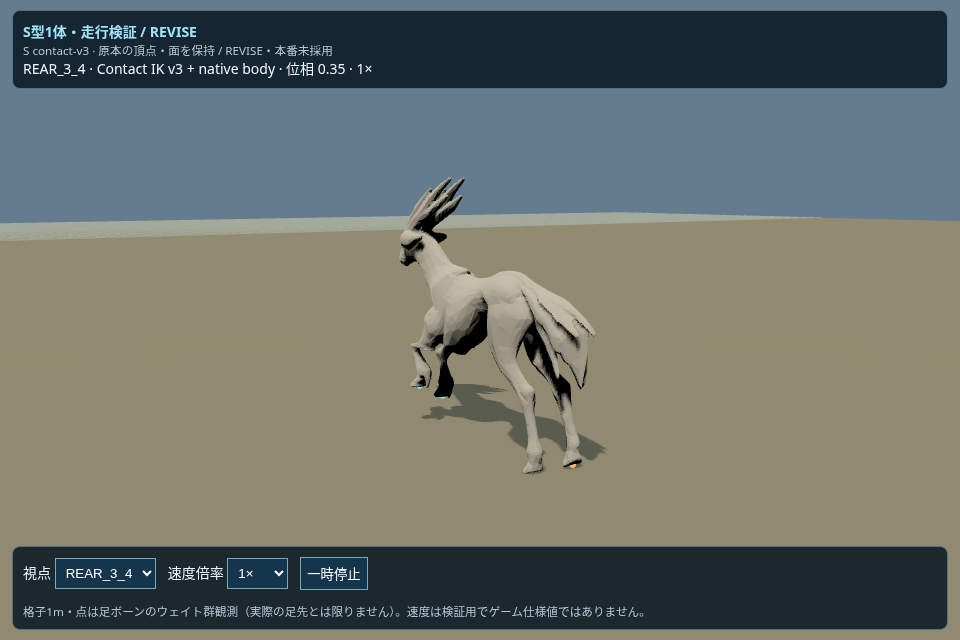 S型1体・走行検証 / REVISE
S contact-v3 · 原本の頂点・面を保持 / REVISE・本番未採用
REAR_3_4 · Contact IK v3 + native body · 位相 0.35 · 1×
視点 REAR_3_4 速度倍率 1× 一時停止
格子1m・点は足ボーンのウェイト群観測（実際の足先とは限りません）。速度は検証用でゲーム仕様値ではありません。